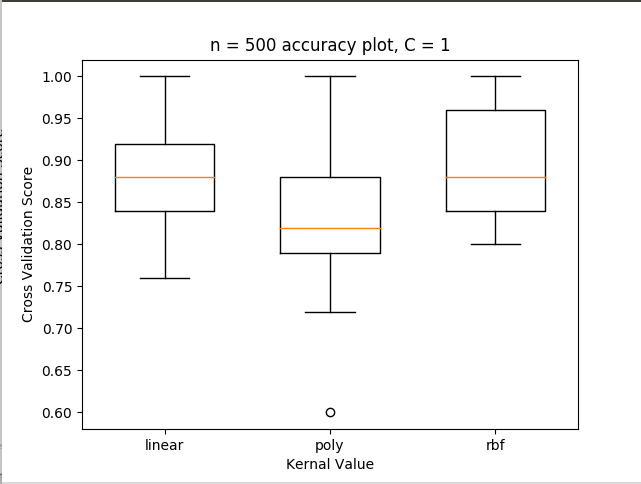 n = 500 accuracy plot, C = 1
Cross Validation Score
1.00
0.95
0.90
0.85
0.80
0.75
0.70
0.65
0.60
linear poly rbf
Kernal Value